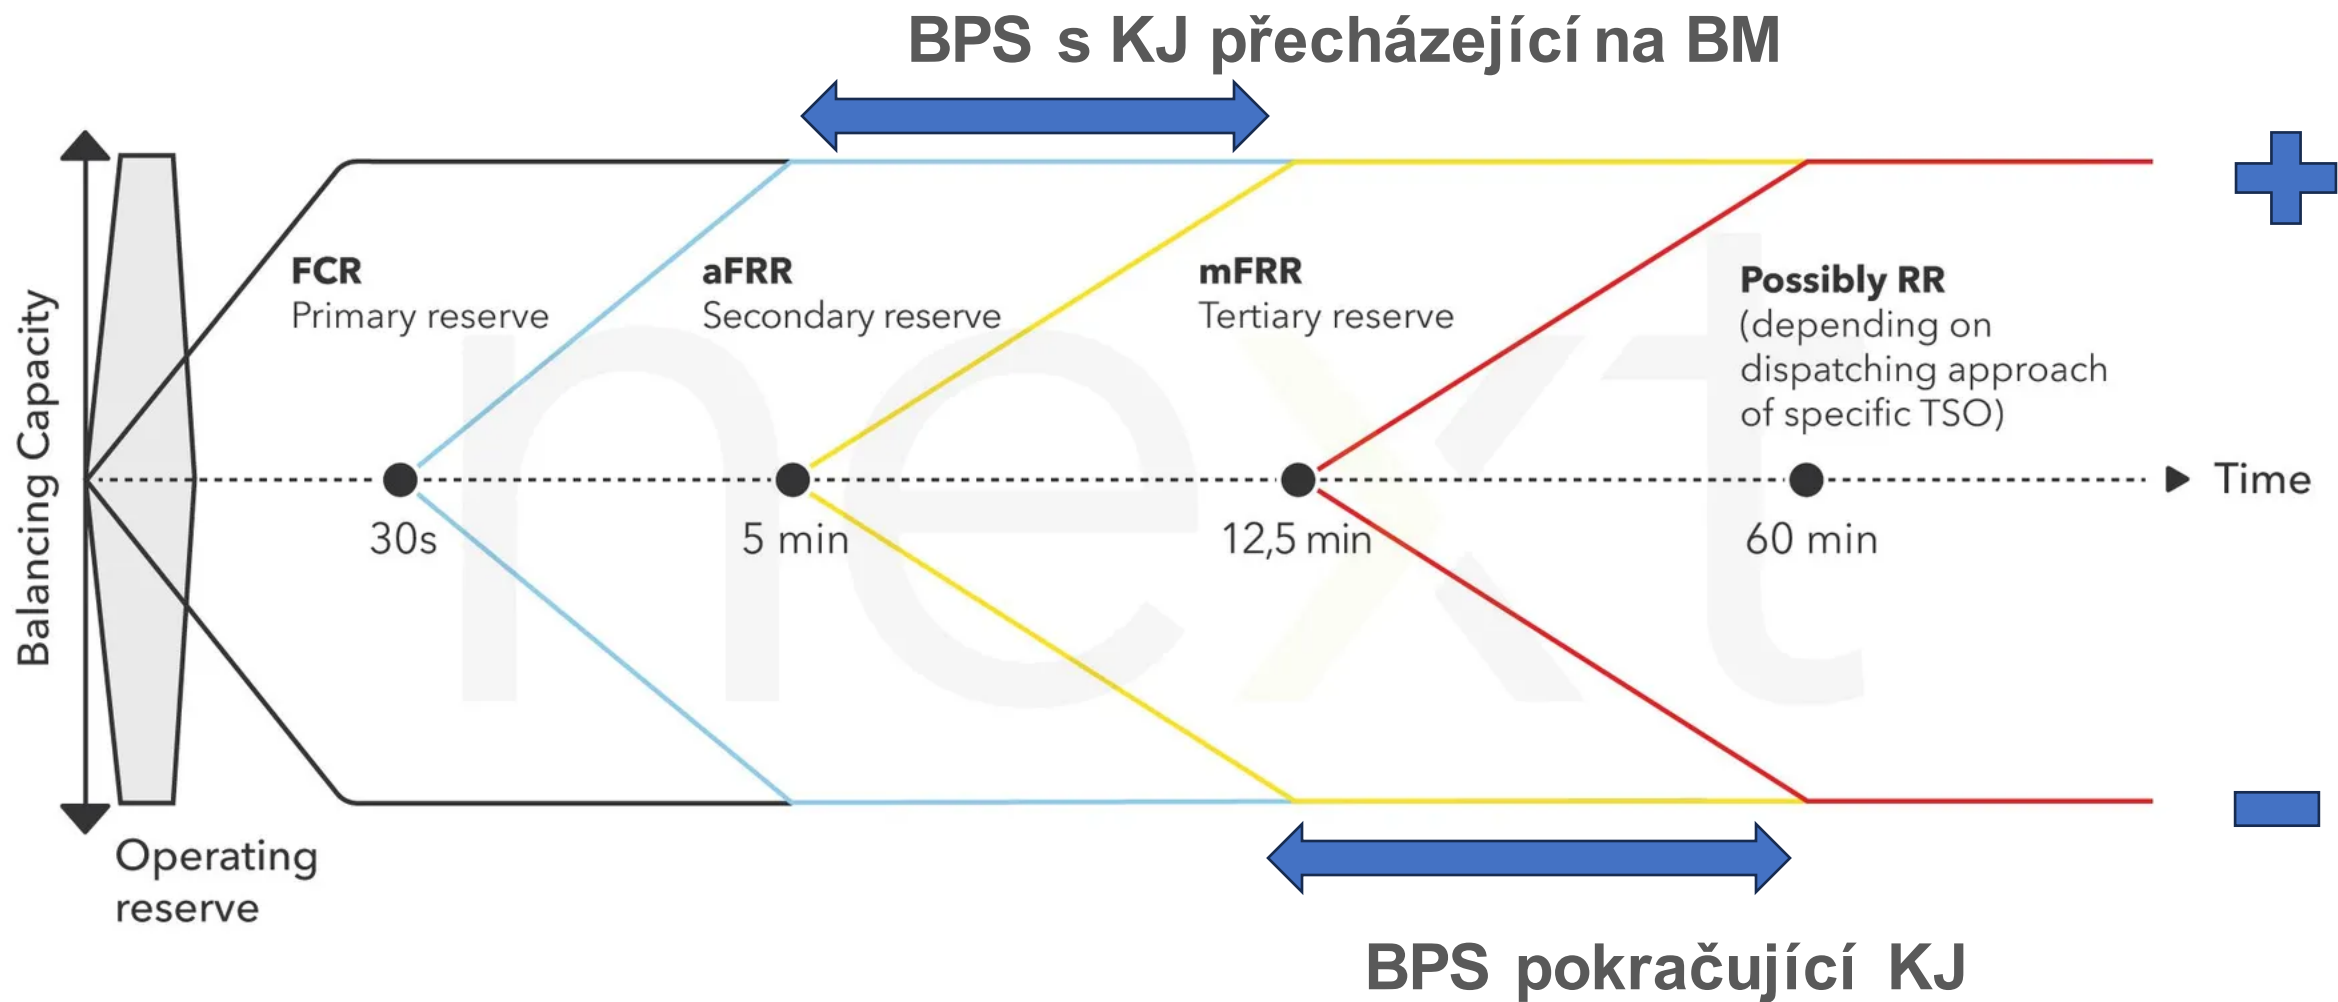 BPS s KJ přecházející na BM
Balancing Capacity
FCR
Primary reserve
aFRR
Secondary reserve
mFRR
Tertiary reserve
Possibly RR
(depending on
dispatching approach
of specific TSO)
next
Time
30s
5 min
12,5 min
60 min
Operating
reserve
BPS pokračující KJ